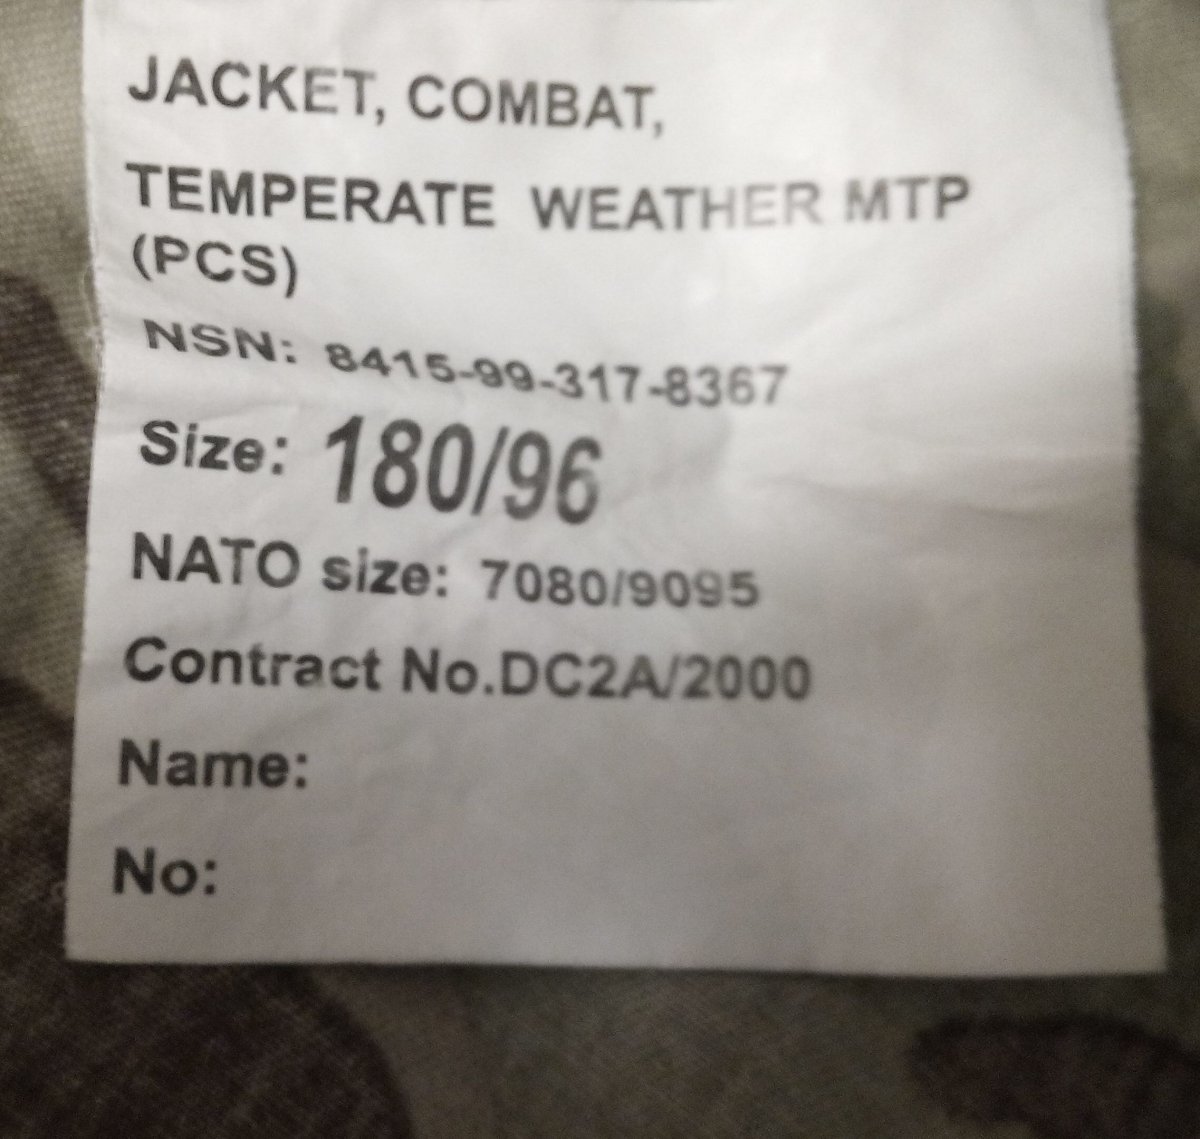 JACKET, COMBAT,
TEMPERATE WEATHER MTP
(PCS)
NSN: 8415-99-317-8367
Size: 180/96
NATO size: 7080/9095
Contract No.DC2A/2000
Name:
No: